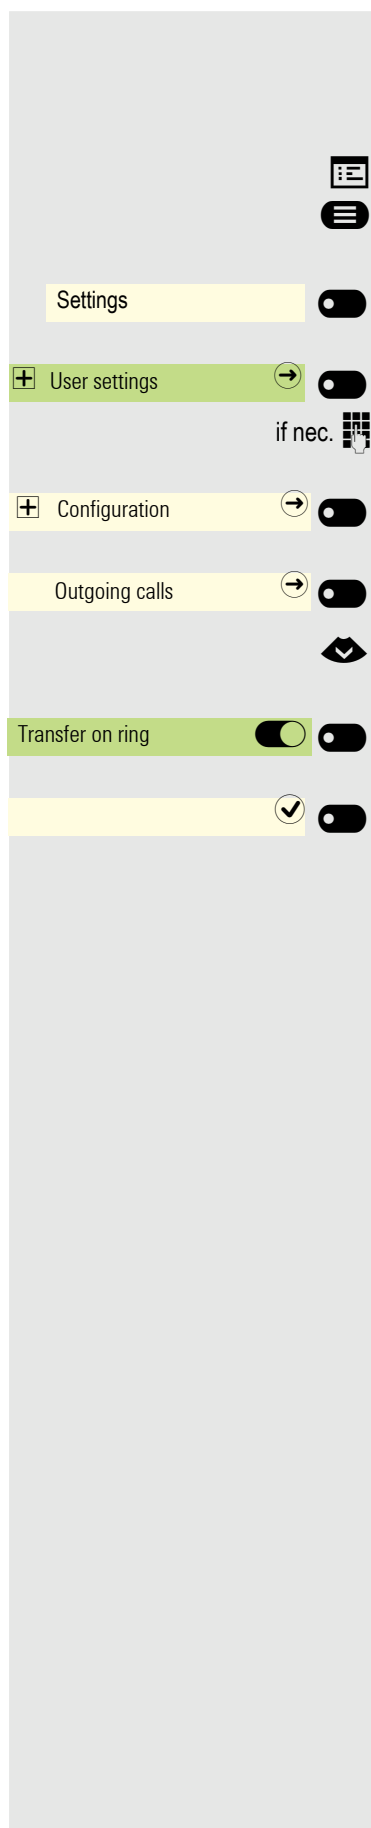 Settings
User settings
if nec.
Configuration
Outgoing calls
Transfer on ring